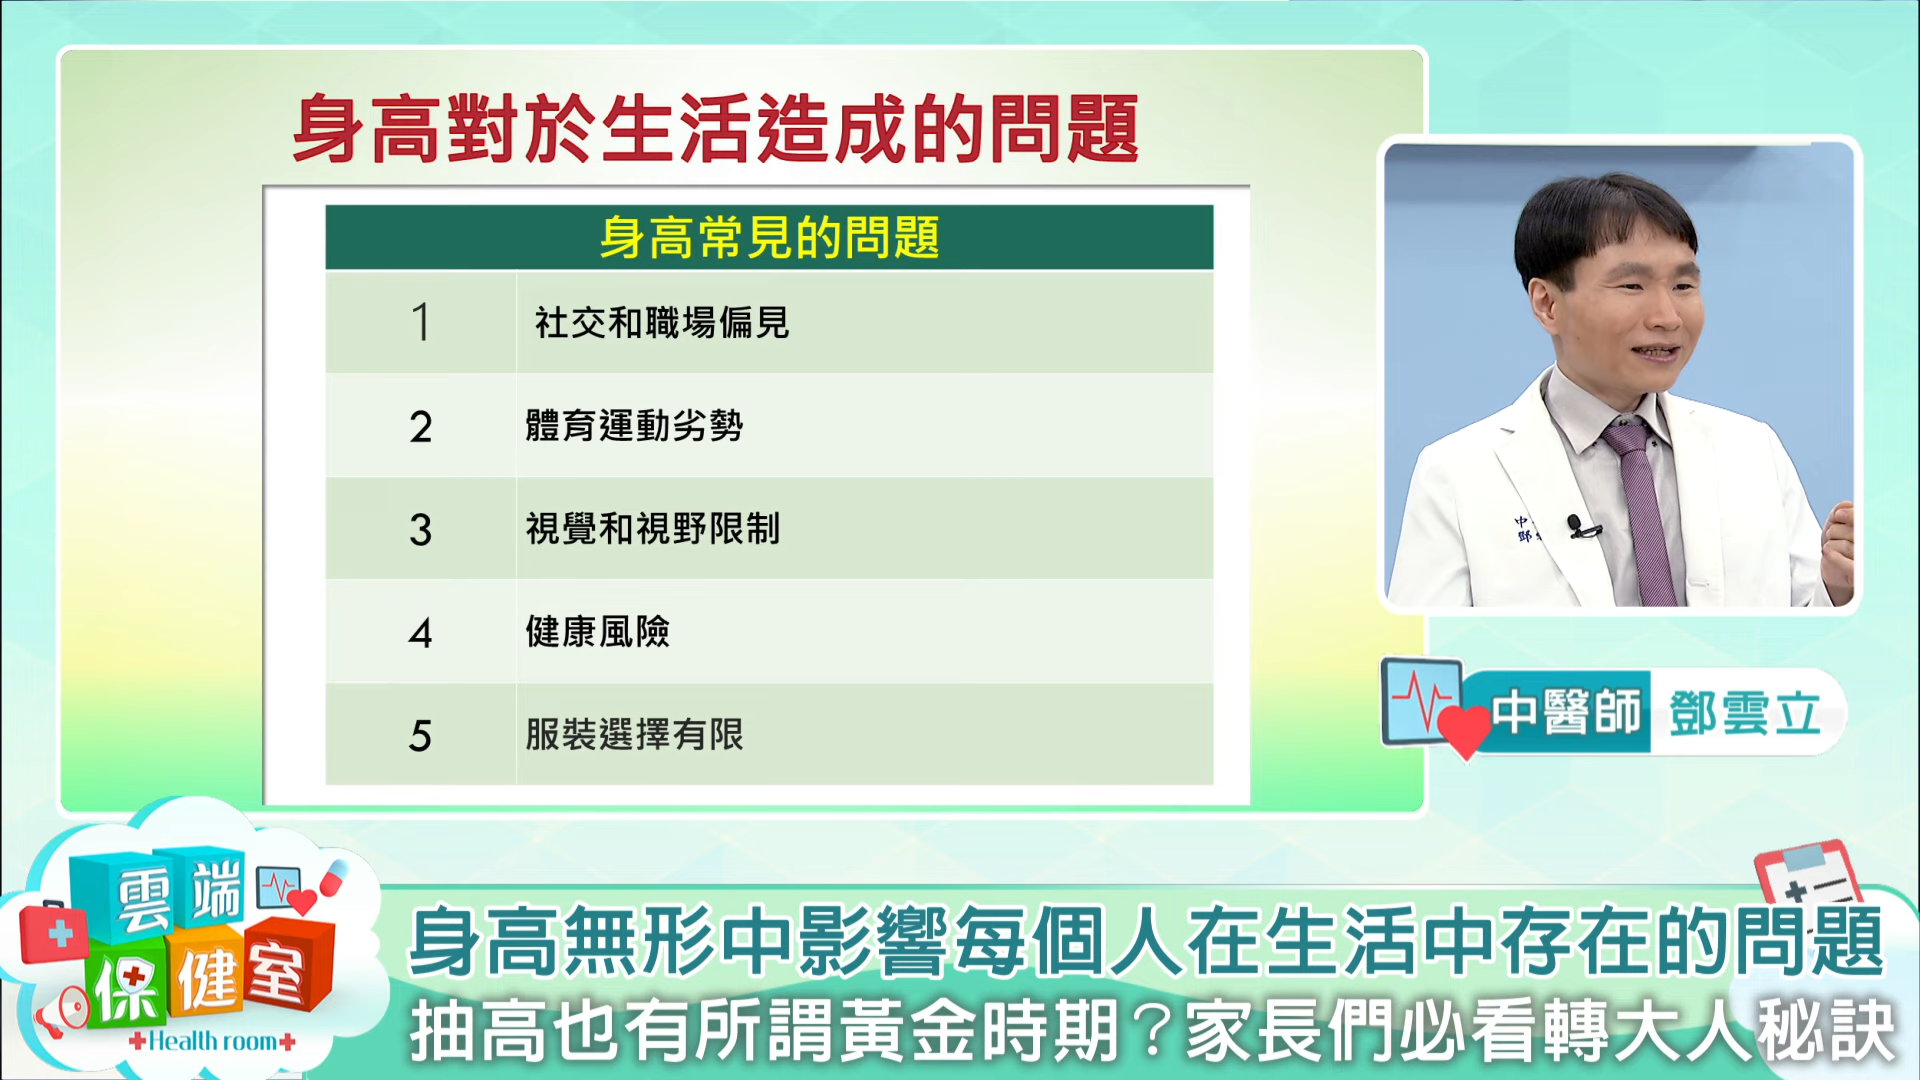 身高對於生活造成的問題
身高常見的問題
1 社交和職場偏見
2 體育運動劣勢
3 視覺和視野限制
4 健康風險
5 服裝選擇有限
中
鄧
中醫師 鄧雲立
雲端
保健室
Health room
身高無形中影響每個人在生活中存在的問題
抽高也有所謂黃金時期？家長們必看轉大人秘訣